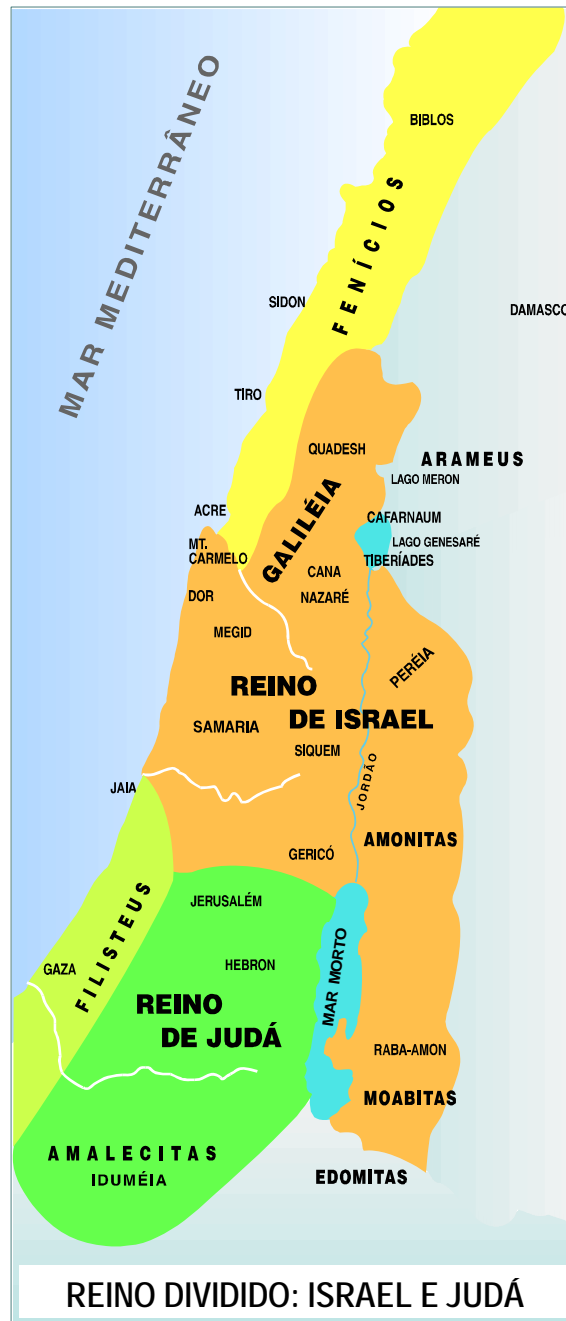 MAR MEDITERRÂNEO
BIBLOS
FENÍCIOS
SIDON
DAMASCO
TIRO
QUADESH
ARAMEUS
LAGO MERON
ACRE
GALILÉIA
CAFARNAUM
MT.
CARMELO
LAGO GENESARÉ
TIBERÍADES
CANA
DOR
NAZARÉ
MEGID
PERÉIA
REINO
DE ISRAEL
SAMARIA
SÍQUEM
JAIA
JORDÃO
AMONITAS
GERICÓ
FILISTEUS
JERUSALÉM
GAZA
HEBRON
MAR MORTO
REINO
DE JUDÁ
RABA-AMON
MOABITAS
AMALECITAS
IDUMÉIA
EDOMITAS
REINO DIVIDIDO: ISRAEL E JUDÁ